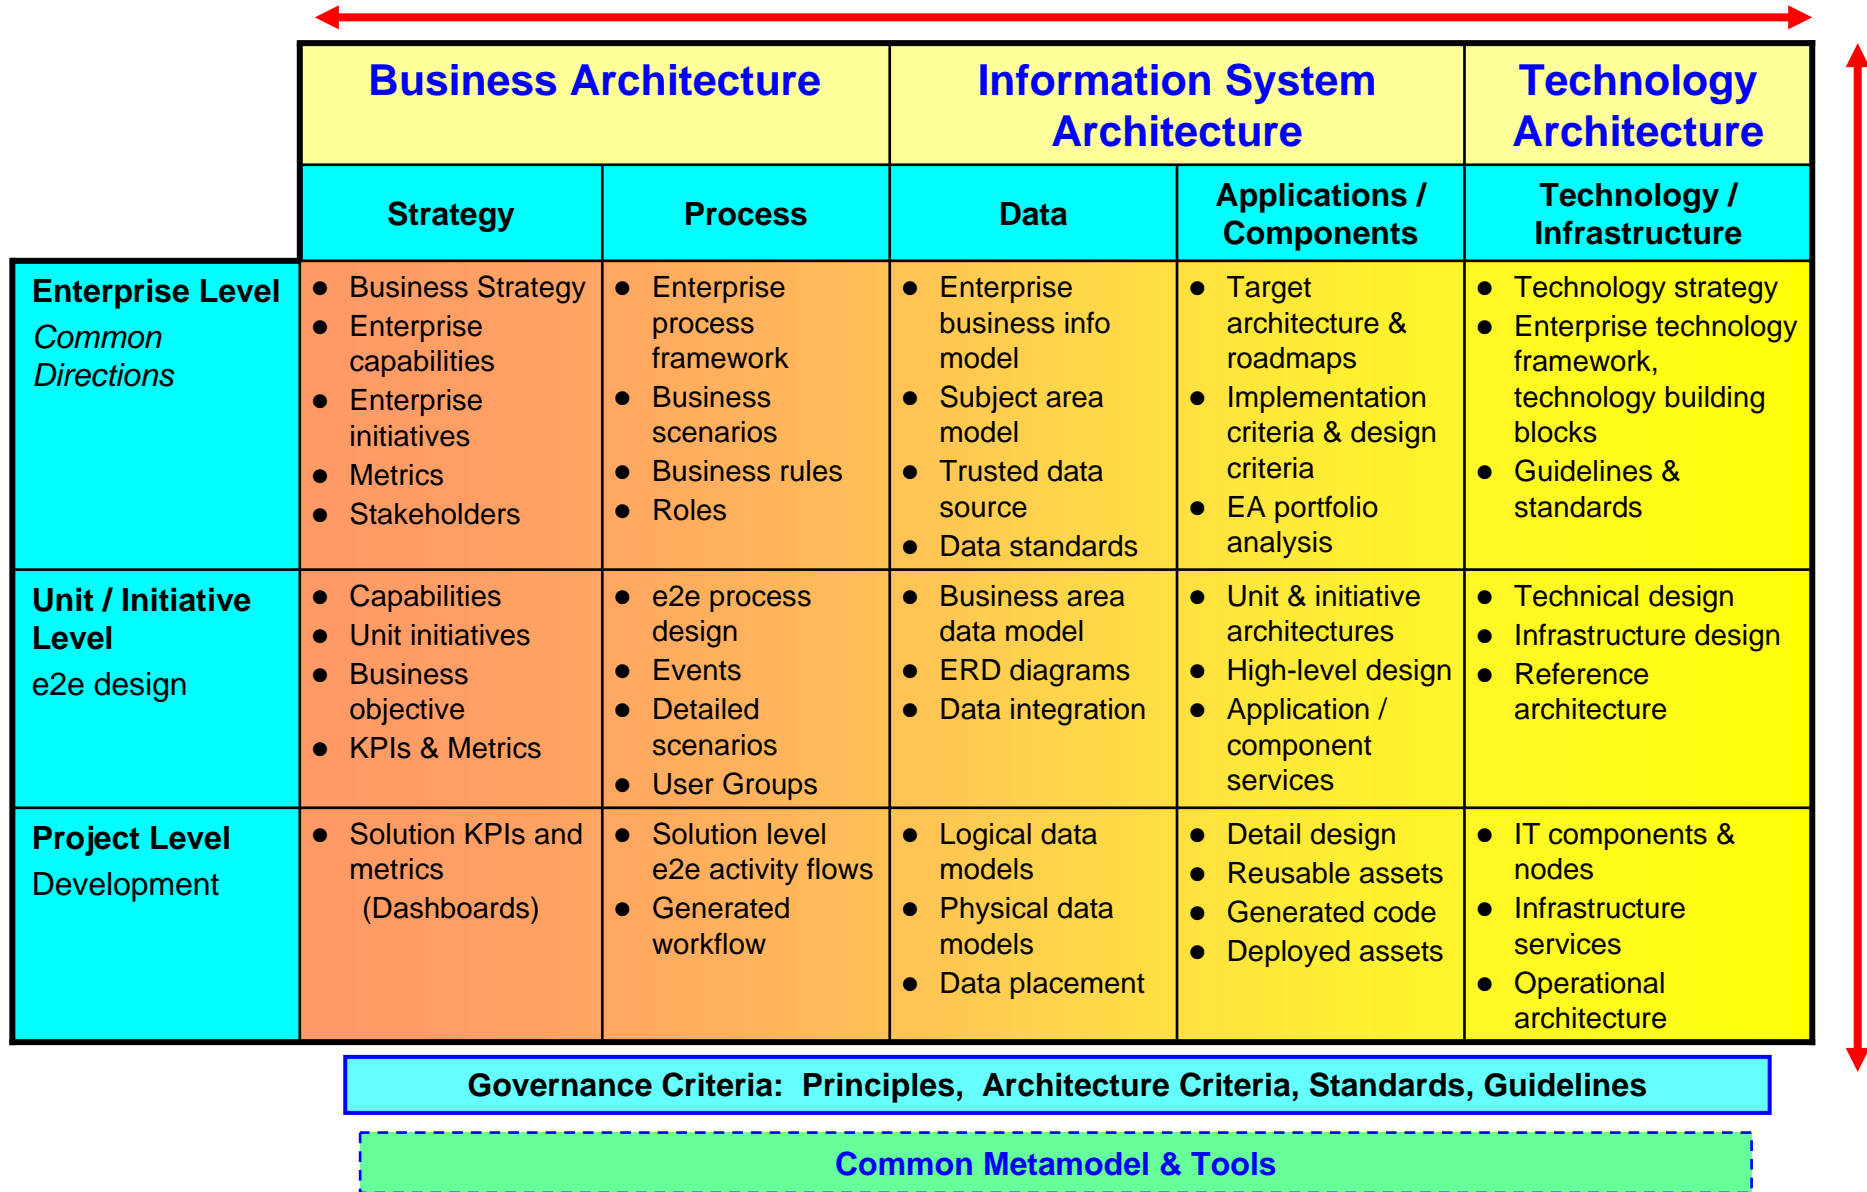 Business Architecture
Information System
Architecture
Technology
Architecture
Strategy
Process
Data
Applications /
Components
Technology /
Infrastructure
Enterprise Level
Common
Directions
● Business Strategy
● Enterprise
capabilities
● Enterprise
initiatives
● Metrics
● Stakeholders
● Enterprise
process
framework
● Business
scenarios
● Business rules
● Roles
● Enterprise
business info
model
● Subject area
model
● Trusted data
source
● Data standards
● Target
architecture &
roadmaps
● Implementation
criteria & design
criteria
● EA portfolio
analysis
● Technology strategy
● Enterprise technology
framework,
technology building
blocks
● Guidelines &
standards
Unit / Initiative
Level
e2e design
● Capabilities
● Unit initiatives
● Business
objective
● KPIs & Metrics
● e2e process
design
● Events
● Detailed
scenarios
● User Groups
● Business area
data model
● ERD diagrams
● Data integration
● Unit & initiative
architectures
● High-level design
● Application /
component
services
● Technical design
● Infrastructure design
● Reference
architecture
Project Level
Development
● Solution KPIs and
metrics
(Dashboards)
● Solution level
e2e activity flows
● Generated
workflow
● Logical data
models
● Physical data
models
● Data placement
● Detail design
● Reusable assets
● Generated code
● Deployed assets
● IT components &
nodes
● Infrastructure
services
● Operational
architecture
Governance Criteria:  Principles,  Architecture Criteria, Standards, Guidelines
Common Metamodel & Tools